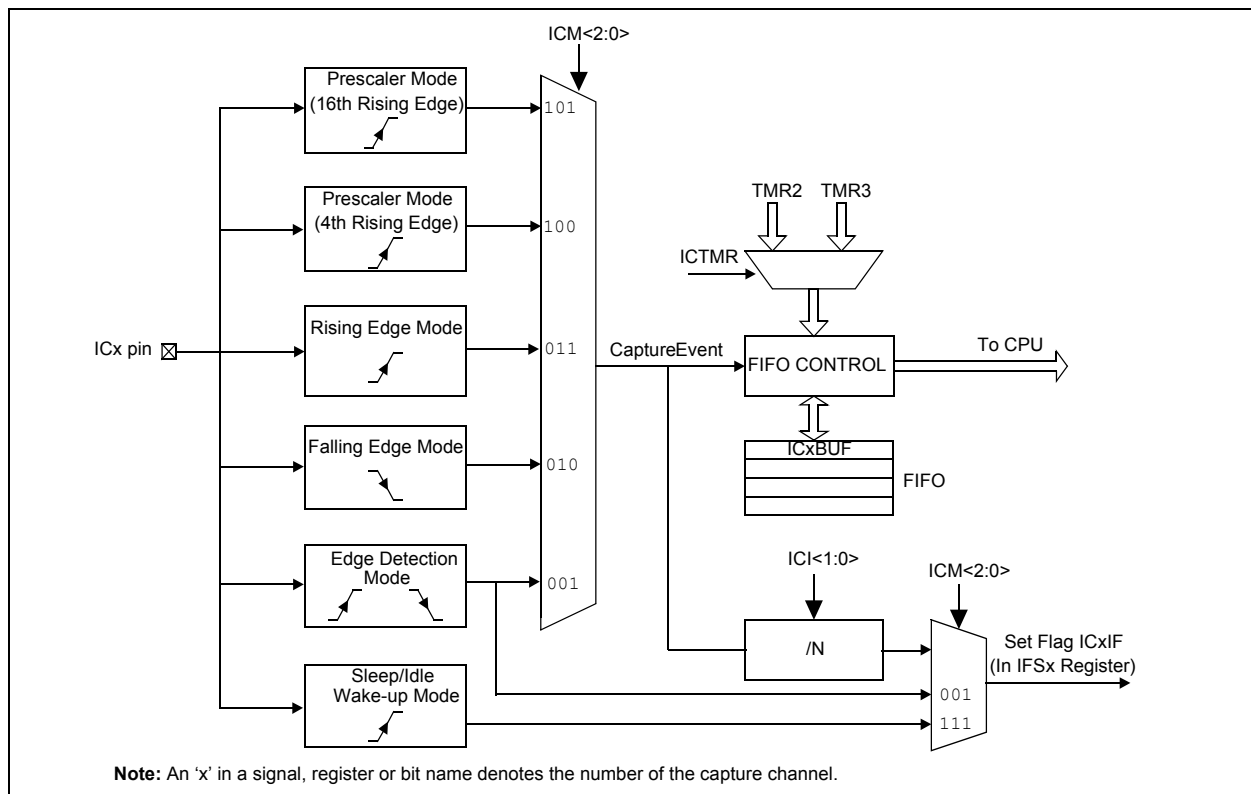 ICM<2:0>
Prescaler Mode
(16th Rising Edge)
101
TMR2
TMR3
Prescaler Mode
(4th Rising Edge)
100
ICTMR
ICx pin
Rising Edge Mode
011
CaptureEvent
FIFO CONTROL
To CPU
Falling Edge Mode
010
ICxBUF
FIFO
Edge Detection
Mode
001
ICI<1:0>
ICM<2:0>
/N
Set Flag ICxIF
(In IFSx Register)
Sleep/Idle
Wake-up Mode
001
111
Note: An ‘x’ in a signal, register or bit name denotes the number of the capture channel.